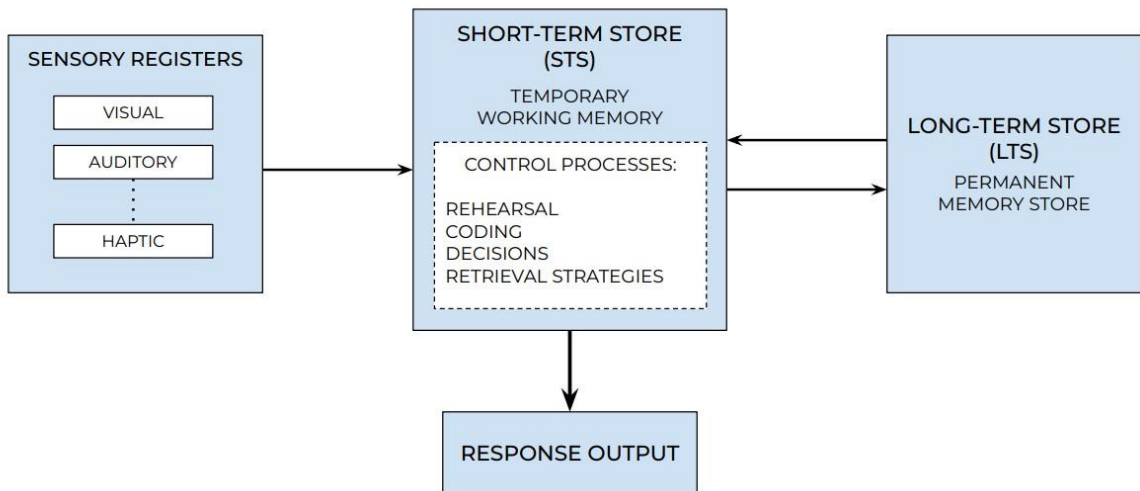 SENSORY REGISTERS
VISUAL
AUDITORY
HAPTIC
SHORT-TERM STORE
(STS)
TEMPORARY
WORKING MEMORY
CONTROL PROCESSES:
REHEARSAL
CODING
DECISIONS
RETRIEVAL STRATEGIES
LONG-TERM STORE
(LTS)
PERMANENT
MEMORY STORE
RESPONSE OUTPUT